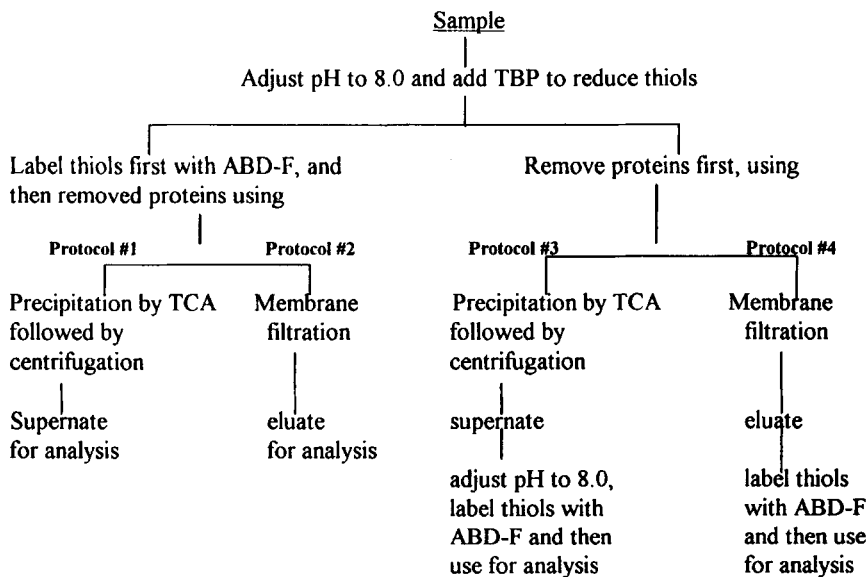 Sample
Adjust pH to 8.0 and add TBP to reduce thiols
Label thiols first with ABD-F, and
then removed proteins using
Remove proteins first, using
Protocol #1
Protocol #2
Protocol #3
Protocol #4
Precipitation by TCA
followed by
centrifugation
Membrane
filtration
Precipitation by TCA
followed by
centrifugation
Membrane
filtration
Supernate
for analysis
eluate
for analysis
supernate
eluate
adjust pH to 8.0,
label thiols with
ABD-F and then
use for analysis
label thiols
with ABD-F
and then use
for analysis